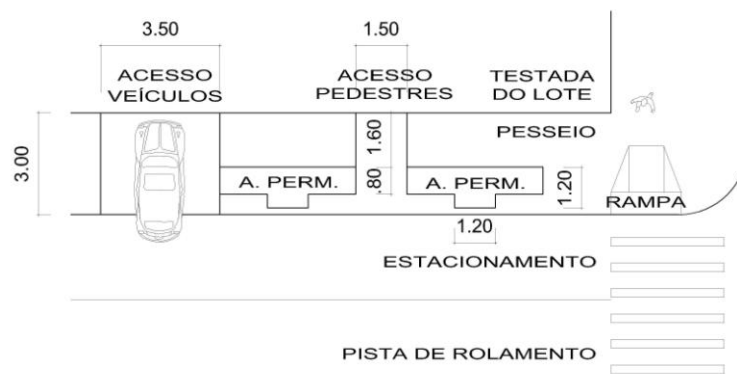 3.50
1.50
ACESSO
VEÍCULOS
ACESSO
PEDESTRES
TESTADA
DO LOTE
PESSEIO
3.00
1.60
A. PERM.
.80
A. PERM.
1.20
RAMPA
1.20
ESTACIONAMENTO
PISTA DE ROLAMENTO